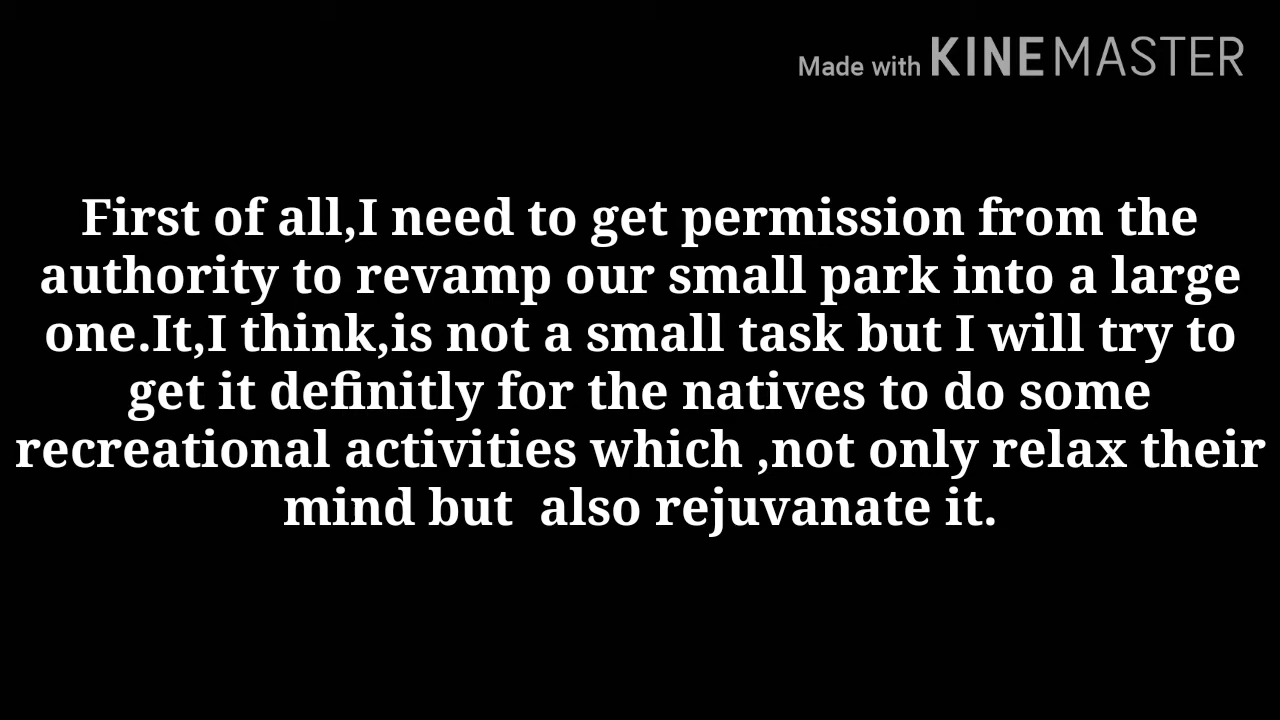 Made with KINEMASTER
First of all,I need to get permission from the
authority to revamp our small park into a large
one.It,I think,is not a small task but I will try to
get it definitly for the natives to do some
recreational activities which ,not only relax their
mind but  also rejuvanate it.